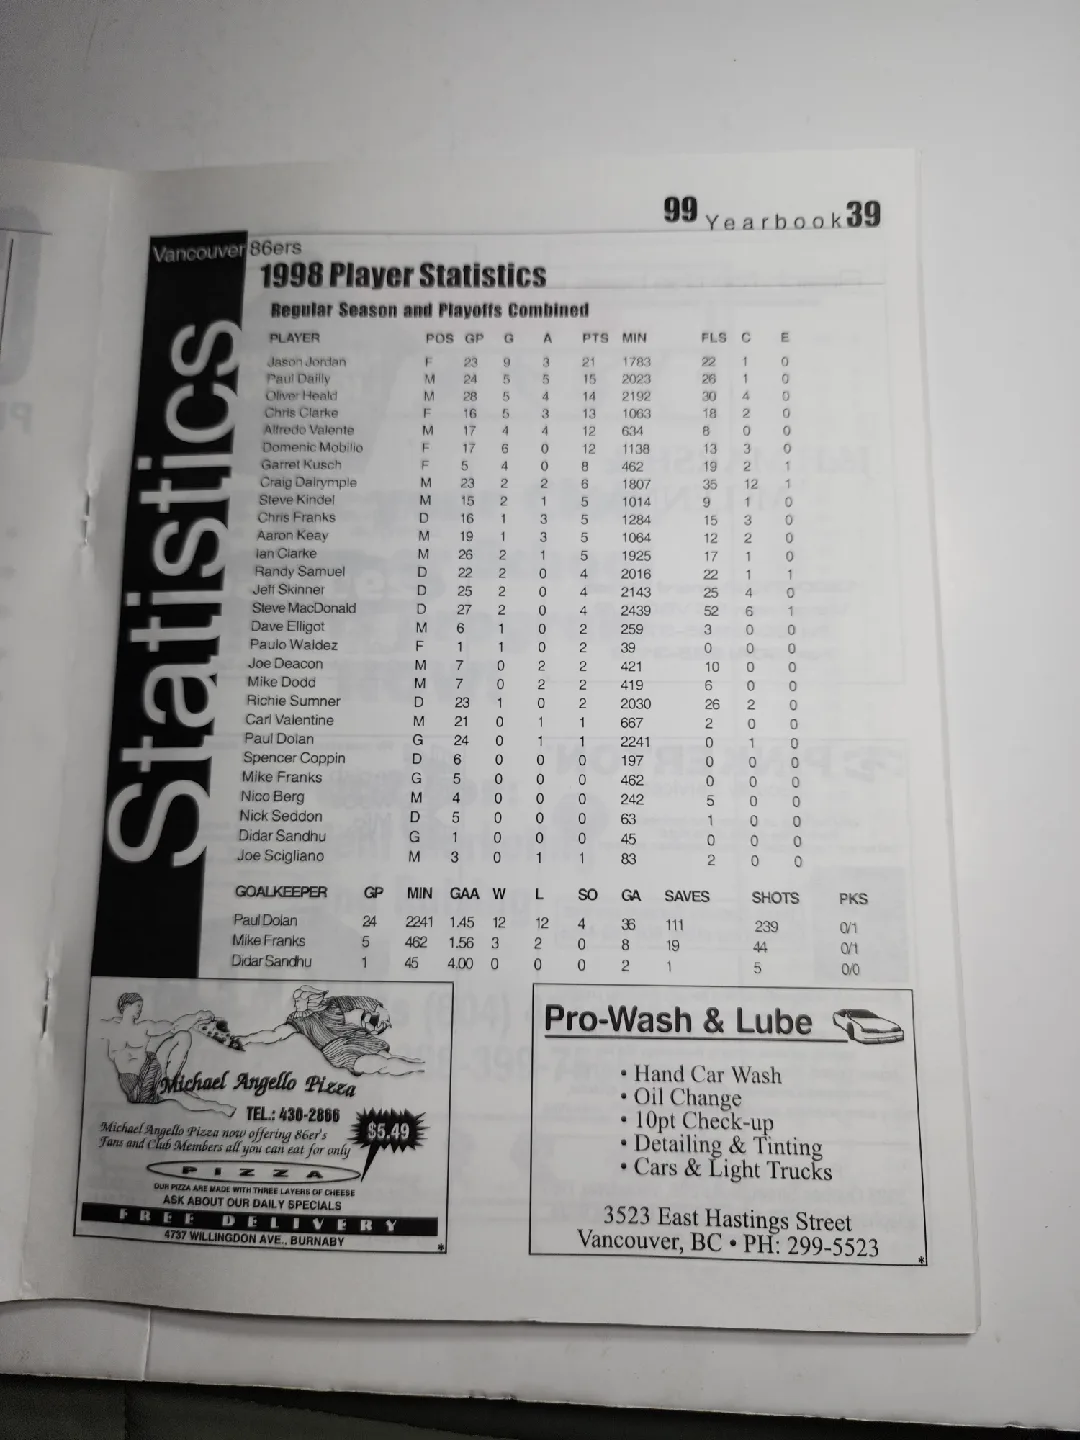 99 Yearbook 39
Vancouver 86ers
1998 Player Statistics
Statistics
Regular Season and Playoffs Combined
PLAYER POS GP G A PTS MIN FLS C E
Jason Jordan F 23 9 3 21 1783 22 1 0
Paul Dailly M 24 5 5 15 2023 26 1 0
Oliver Heald M 28 5 4 14 2192 30 4 0
Chris Clarke F 16 5 3 13 1063 18 2 0
Alfredo Valente M 17 4 4 12 634 8 0 0
Domenic Mobilio F 17 6 0 12 1138 13 3 0
Garret Kusch F 5 4 0 8 462 19 2 1
Craig Dalrymple M 23 2 2 6 1807 35 12 1
Steve Kindel M 15 2 1 5 1014 9 1 0
Chris Franks D 16 1 3 5 1284 15 3 0
Aaron Keay M 19 1 3 5 1064 12 2 0
Ian Clarke M 26 2 1 5 1925 17 1 0
Randy Samuel D 22 2 0 4 2016 22 1 1
Jeff Skinner D 25 2 0 4 2143 25 4 0
Steve MacDonald D 27 2 0 4 2439 52 6 1
Dave Elligot M 6 1 0 2 259 3 0 0
Paulo Waldez F 1 1 0 2 39 0 0 0
Joe Deacon M 7 0 2 2 421 10 0 0
Mike Dodd M 7 0 2 2 419 6 0 0
Richie Sumner D 23 1 0 2 2030 26 2 0
Carl Valentine M 21 0 1 1 667 2 0 0
Paul Dolan G 24 0 1 1 2241 0 1 0
Spencer Coppin D 6 0 0 0 197 0 0 0
Mike Franks G 5 0 0 0 462 0 0 0
Nico Berg M 4 0 0 0 242 5 0 0
Nick Seddon D 5 0 0 0 63 1 0 0
Didar Sandhu G 1 0 0 0 45 0 0 0
Joe Scigliano M 3 0 1 1 83 2 0 0
GOALKEEPER GP MIN GAA W L SO GA SAVES SHOTS PKS
Paul Dolan 24 2241 1.45 12 12 4 36 111 239 0/1
Mike Franks 5 462 1.56 3 2 0 8 19 44 0/1
Didar Sandhu 1 45 4.00 0 0 0 2 1 5 0/0
Michael Angello Pizza
TEL.: 430-2866
Michael Angello Pizza now offering 86er's
Fans and Club Members all you can eat for only
$5.49
PIZZA
OUR PIZZA ARE MADE WITH THREE LAYERS OF CHEESE
ASK ABOUT OUR DAILY SPECIALS
FREE DELIVERY
4737 WILLINGDON AVE., BURNABY
*
Pro-Wash & Lube
• Hand Car Wash
• Oil Change
• 10pt Check-up
• Detailing & Tinting
• Cars & Light Trucks
3523 East Hastings Street
Vancouver, BC • PH: 299-5523
*